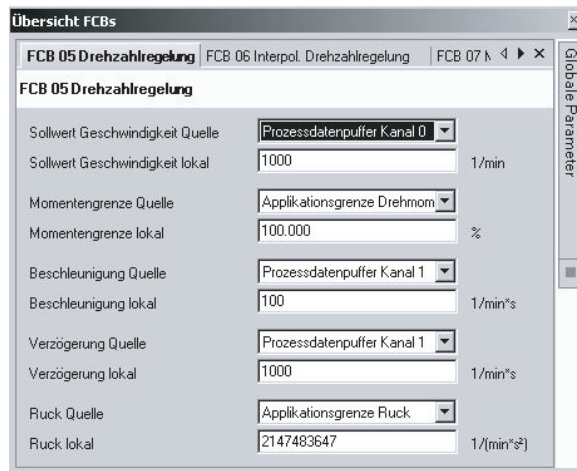 Übersicht FCBs
FCB 05 Drehzahlregelung FCB 06 Interpol. Drehzahlregelung FCB 07
Globale Parameter
FCB 05 Drehzahlregelung
Sollwert Geschwindigkeit Quelle Prozessdatenpuffer Kanal 0
Sollwert Geschwindigkeit lokal 1000 1/min
Momentengrenze Quelle Applikationsgrenze Drehmom
Momentengrenze lokal 100.000 %
Beschleunigung Quelle Prozessdatenpuffer Kanal 1
Beschleunigung lokal 100 1/min*s
Verzögerung Quelle Prozessdatenpuffer Kanal 1
Verzögerung lokal 1000 1/min*s
Ruck Quelle Applikationsgrenze Ruck
Ruck lokal 2147483647 1/(min*s²)